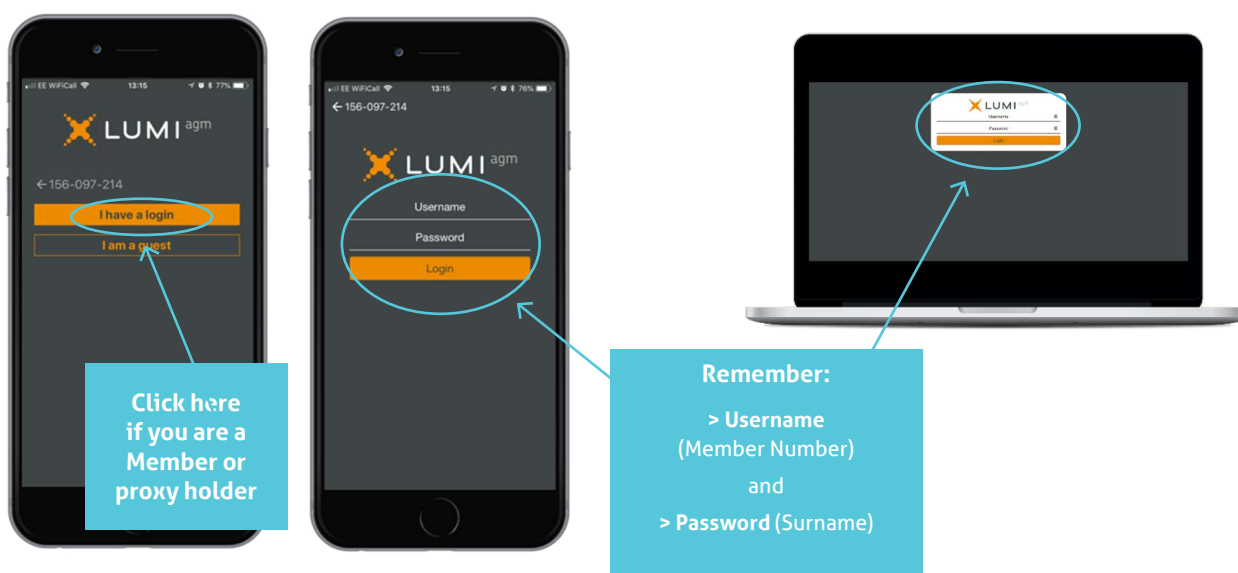 EE WiFiCall 13:15 77%
LUMI agm
←156-097-214
I have a login
I am a guest
Click here
if you are a
Member or
proxy holder
EE WiFiCall 13:15 76%
←156-097-214
LUMI agm
Username
Password
Login
LUMI agm
Username
Password
Login
Remember:
> Username
(Member Number)
and
> Password (Surname)